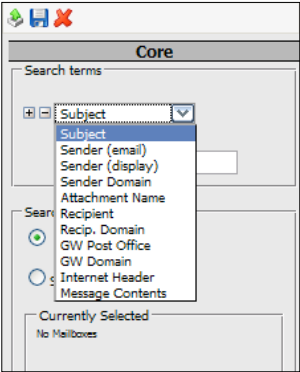 Core
Search terms
Subject
Subject
Sender (email)
Sender (display)
Sender Domain
Attachment Name
Recipient
Recip. Domain
GW Post Office
GW Domain
Internet Header
Message Contents
Sear
Currently Selected
No Mailboxes